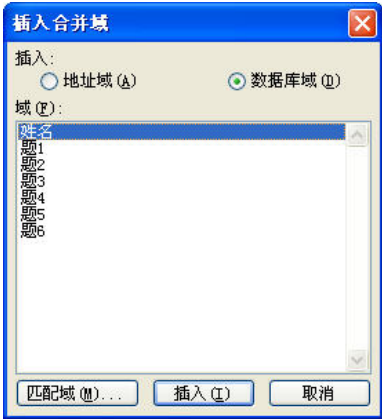 插入合并域
插入:
地址域(A) 数据库域(D)
域(F):
姓名
题1
题2
题3
题4
题5
题6
匹配域(M)... 插入(I) 取消